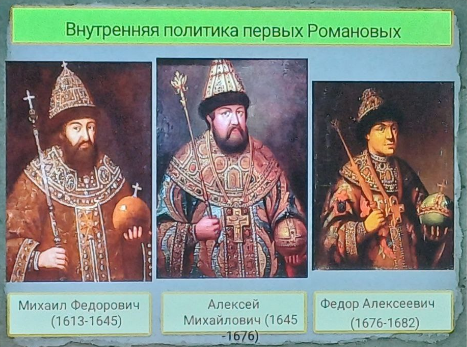 Внутренняя политика первых Романовых
Михаил Федорович
(1613-1645)
Алексей
Михайлович (1645
-1676)
Федор Алексеевич
(1676-1682)